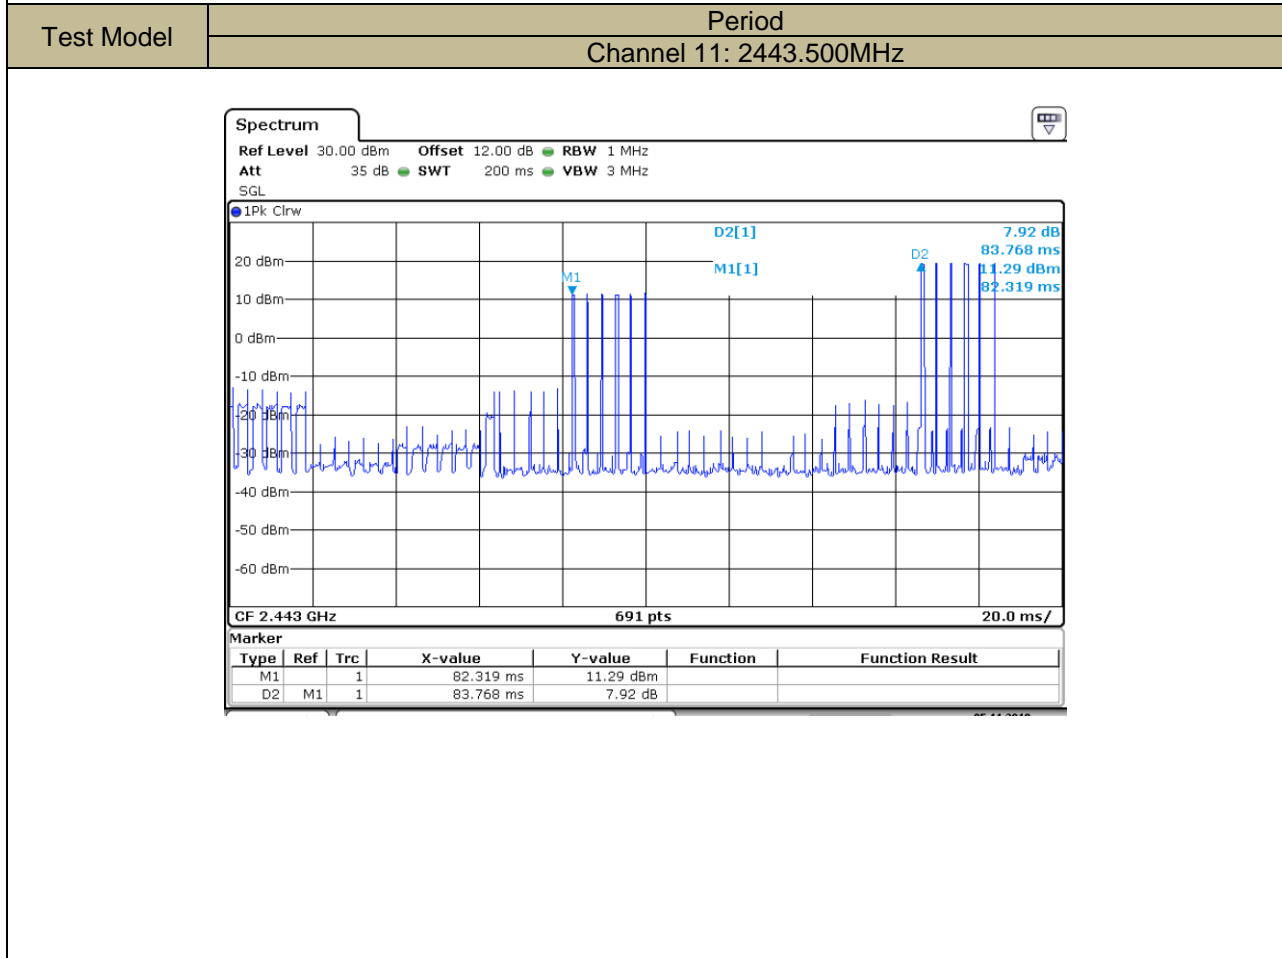 Test Model
Period
Channel 11: 2443.500MHz
Spectrum
Ref Level 30.00 dBm Offset 12.00 dB RBW 1 MHz
Att 35 dB SWT 200 ms VBW 3 MHz
SGL
1Pk Clrw
D2[1] 7.92 dB
83.768 ms
M1[1] 11.29 dBm
82.319 ms
M1
D2
20 dBm
10 dBm
0 dBm
-10 dBm
-20 dBm
-30 dBm
-40 dBm
-50 dBm
-60 dBm
CF 2.443 GHz 691 pts 20.0 ms/
Marker
Type Ref Trc X-value Y-value Function Function Result
M1 1 82.319 ms 11.29 dBm
D2 M1 1 83.768 ms 7.92 dB